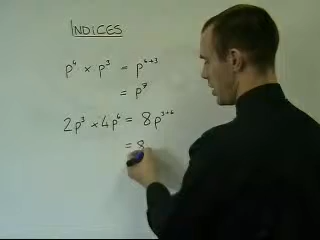 INDICES
p⁴ × p³ = p⁴⁺³
= p⁷
2p³ × 4p⁶ = 8p³⁺⁶
= 8